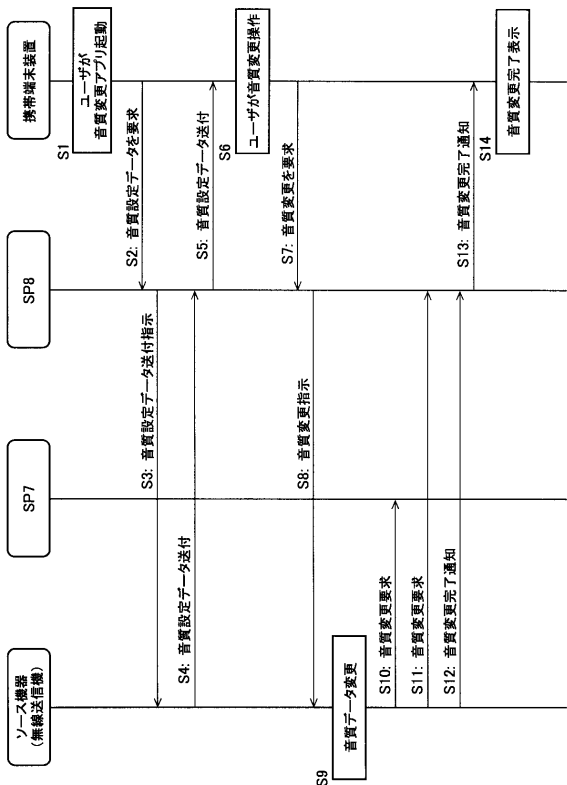 ソース機器
(無線送信機)
SP7
SP8
携帯端末装置
S1
ユーザが
音質変更アプリ起動
S2: 音質設定データを要求
S3: 音質設定データ送付指示
S4: 音質設定データ送付
S5: 音質設定データ送付
S6
ユーザが音質変更操作
S7: 音質変更を要求
S8: 音質変更指示
S9
音質データ変更
S10: 音質変更要求
S11: 音質変更要求
S12: 音質変更完了通知
S13: 音質変更完了通知
S14
音質変更完了表示